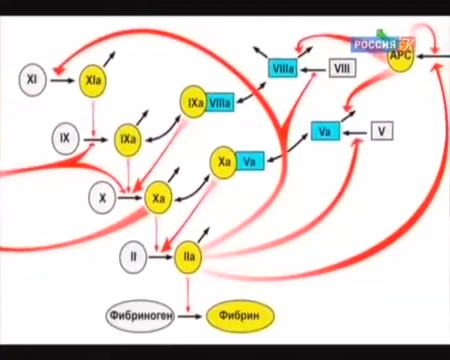 РОССИЯ К
APC
XI
XIa
VIIIa
VIII
IXa
VIIIa
IX
IXa
Va
V
Xa
Va
X
Xa
II
IIa
Фибриноген
Фибрин